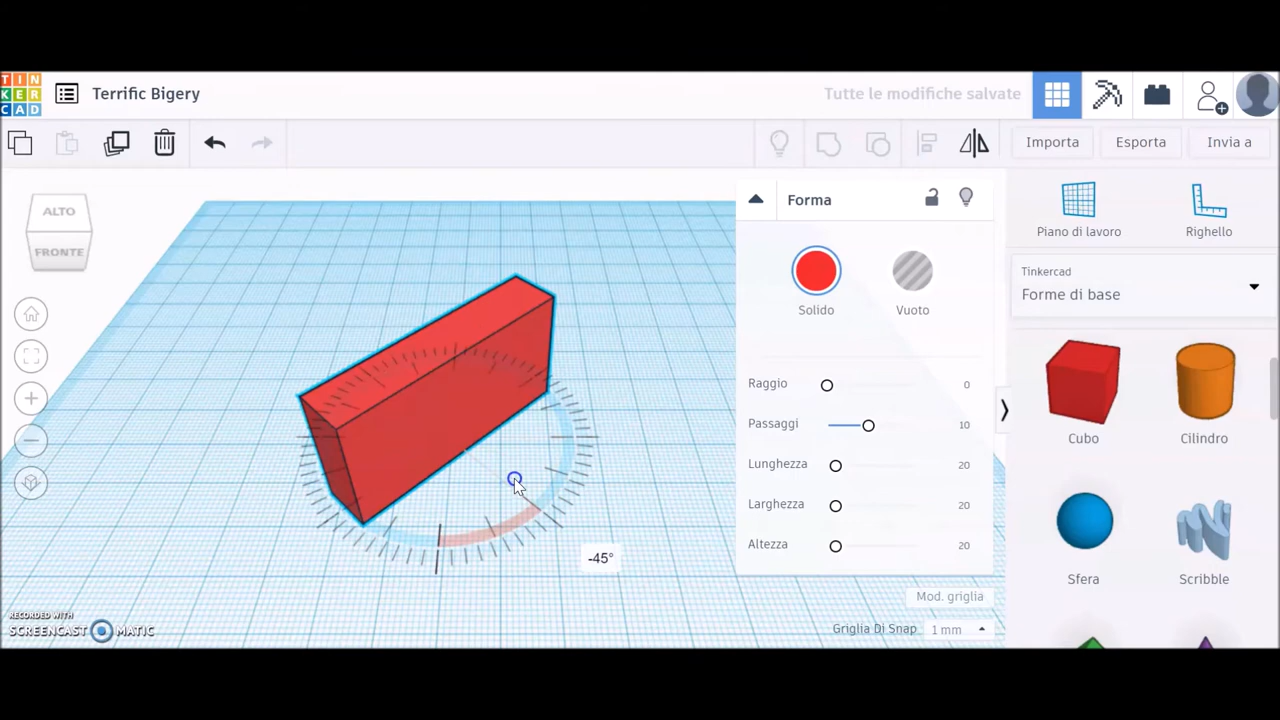 TIN
KER
CAD
Terrific Bigery
Tutte le modifiche salvate
Importa
Esporta
Invia a
ALTO
FRONTE
Forma
Solido
Vuoto
Raggio 0
Passaggi 10
Lunghezza 20
Larghezza 20
Altezza 20
-45°
Mod. griglia
Griglia Di Snap 1 mm
Piano di lavoro
Righello
Tinkercad
Forme di base
Cubo
Cilindro
Sfera
Scribble
RECORDED WITH
SCREENCAST MATIC